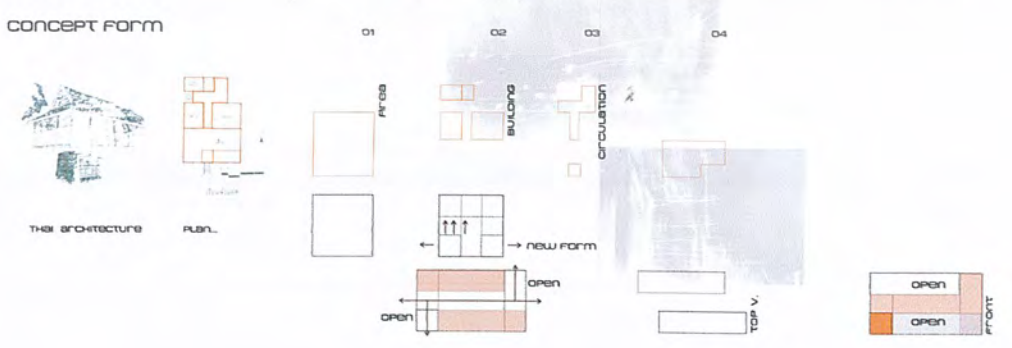 CONCEPT FORM
01
02
03
04
AREA
BUILDING
CIRCULATION
THAI ARCHITECTURE
PLAN...
NEW FORM
OPEN
OPEN
TOP V.
OPEN
OPEN
FRONT